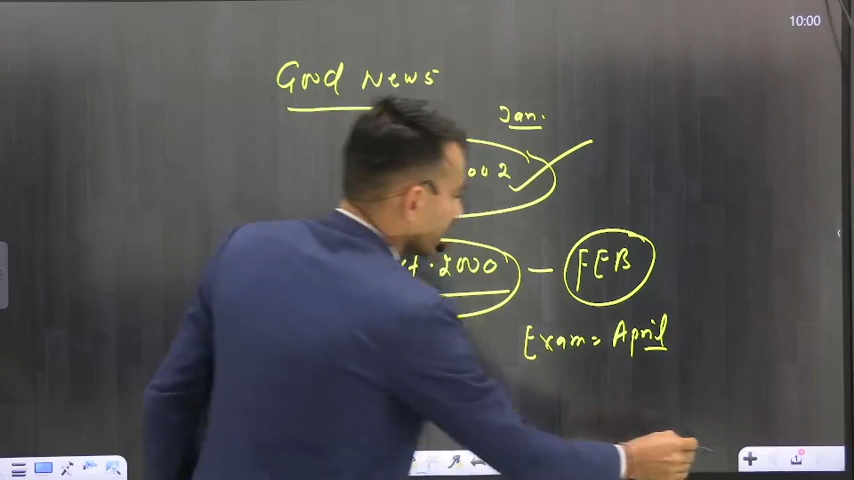 10:00
Good News
Jan.
002
. 2000 - FEB
Exam = April